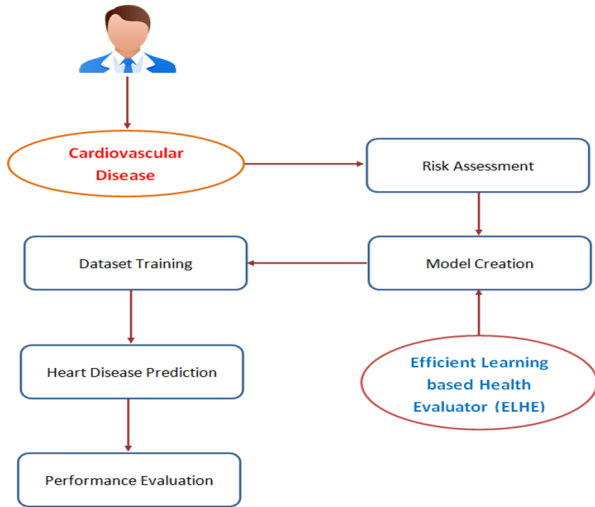 Cardiovascular
Disease
Risk Assessment
Dataset Training
Model Creation
Heart Disease Prediction
Efficient Learning
based Health
Evaluator (ELHE)
Performance Evaluation